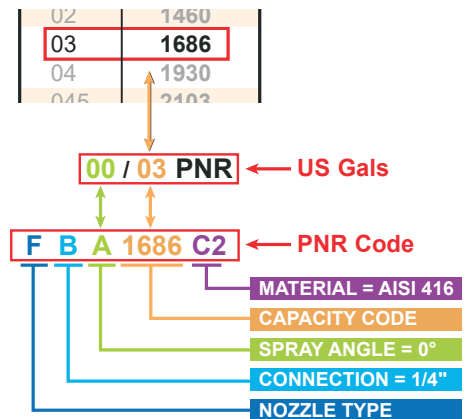 02 1460
03 1686
04 1930
045 2103
00 / 03 PNR US Gals
F B A 1686 C2 PNR Code
MATERIAL = AISI 416
CAPACITY CODE
SPRAY ANGLE = 0°
CONNECTION = 1/4"
NOZZLE TYPE